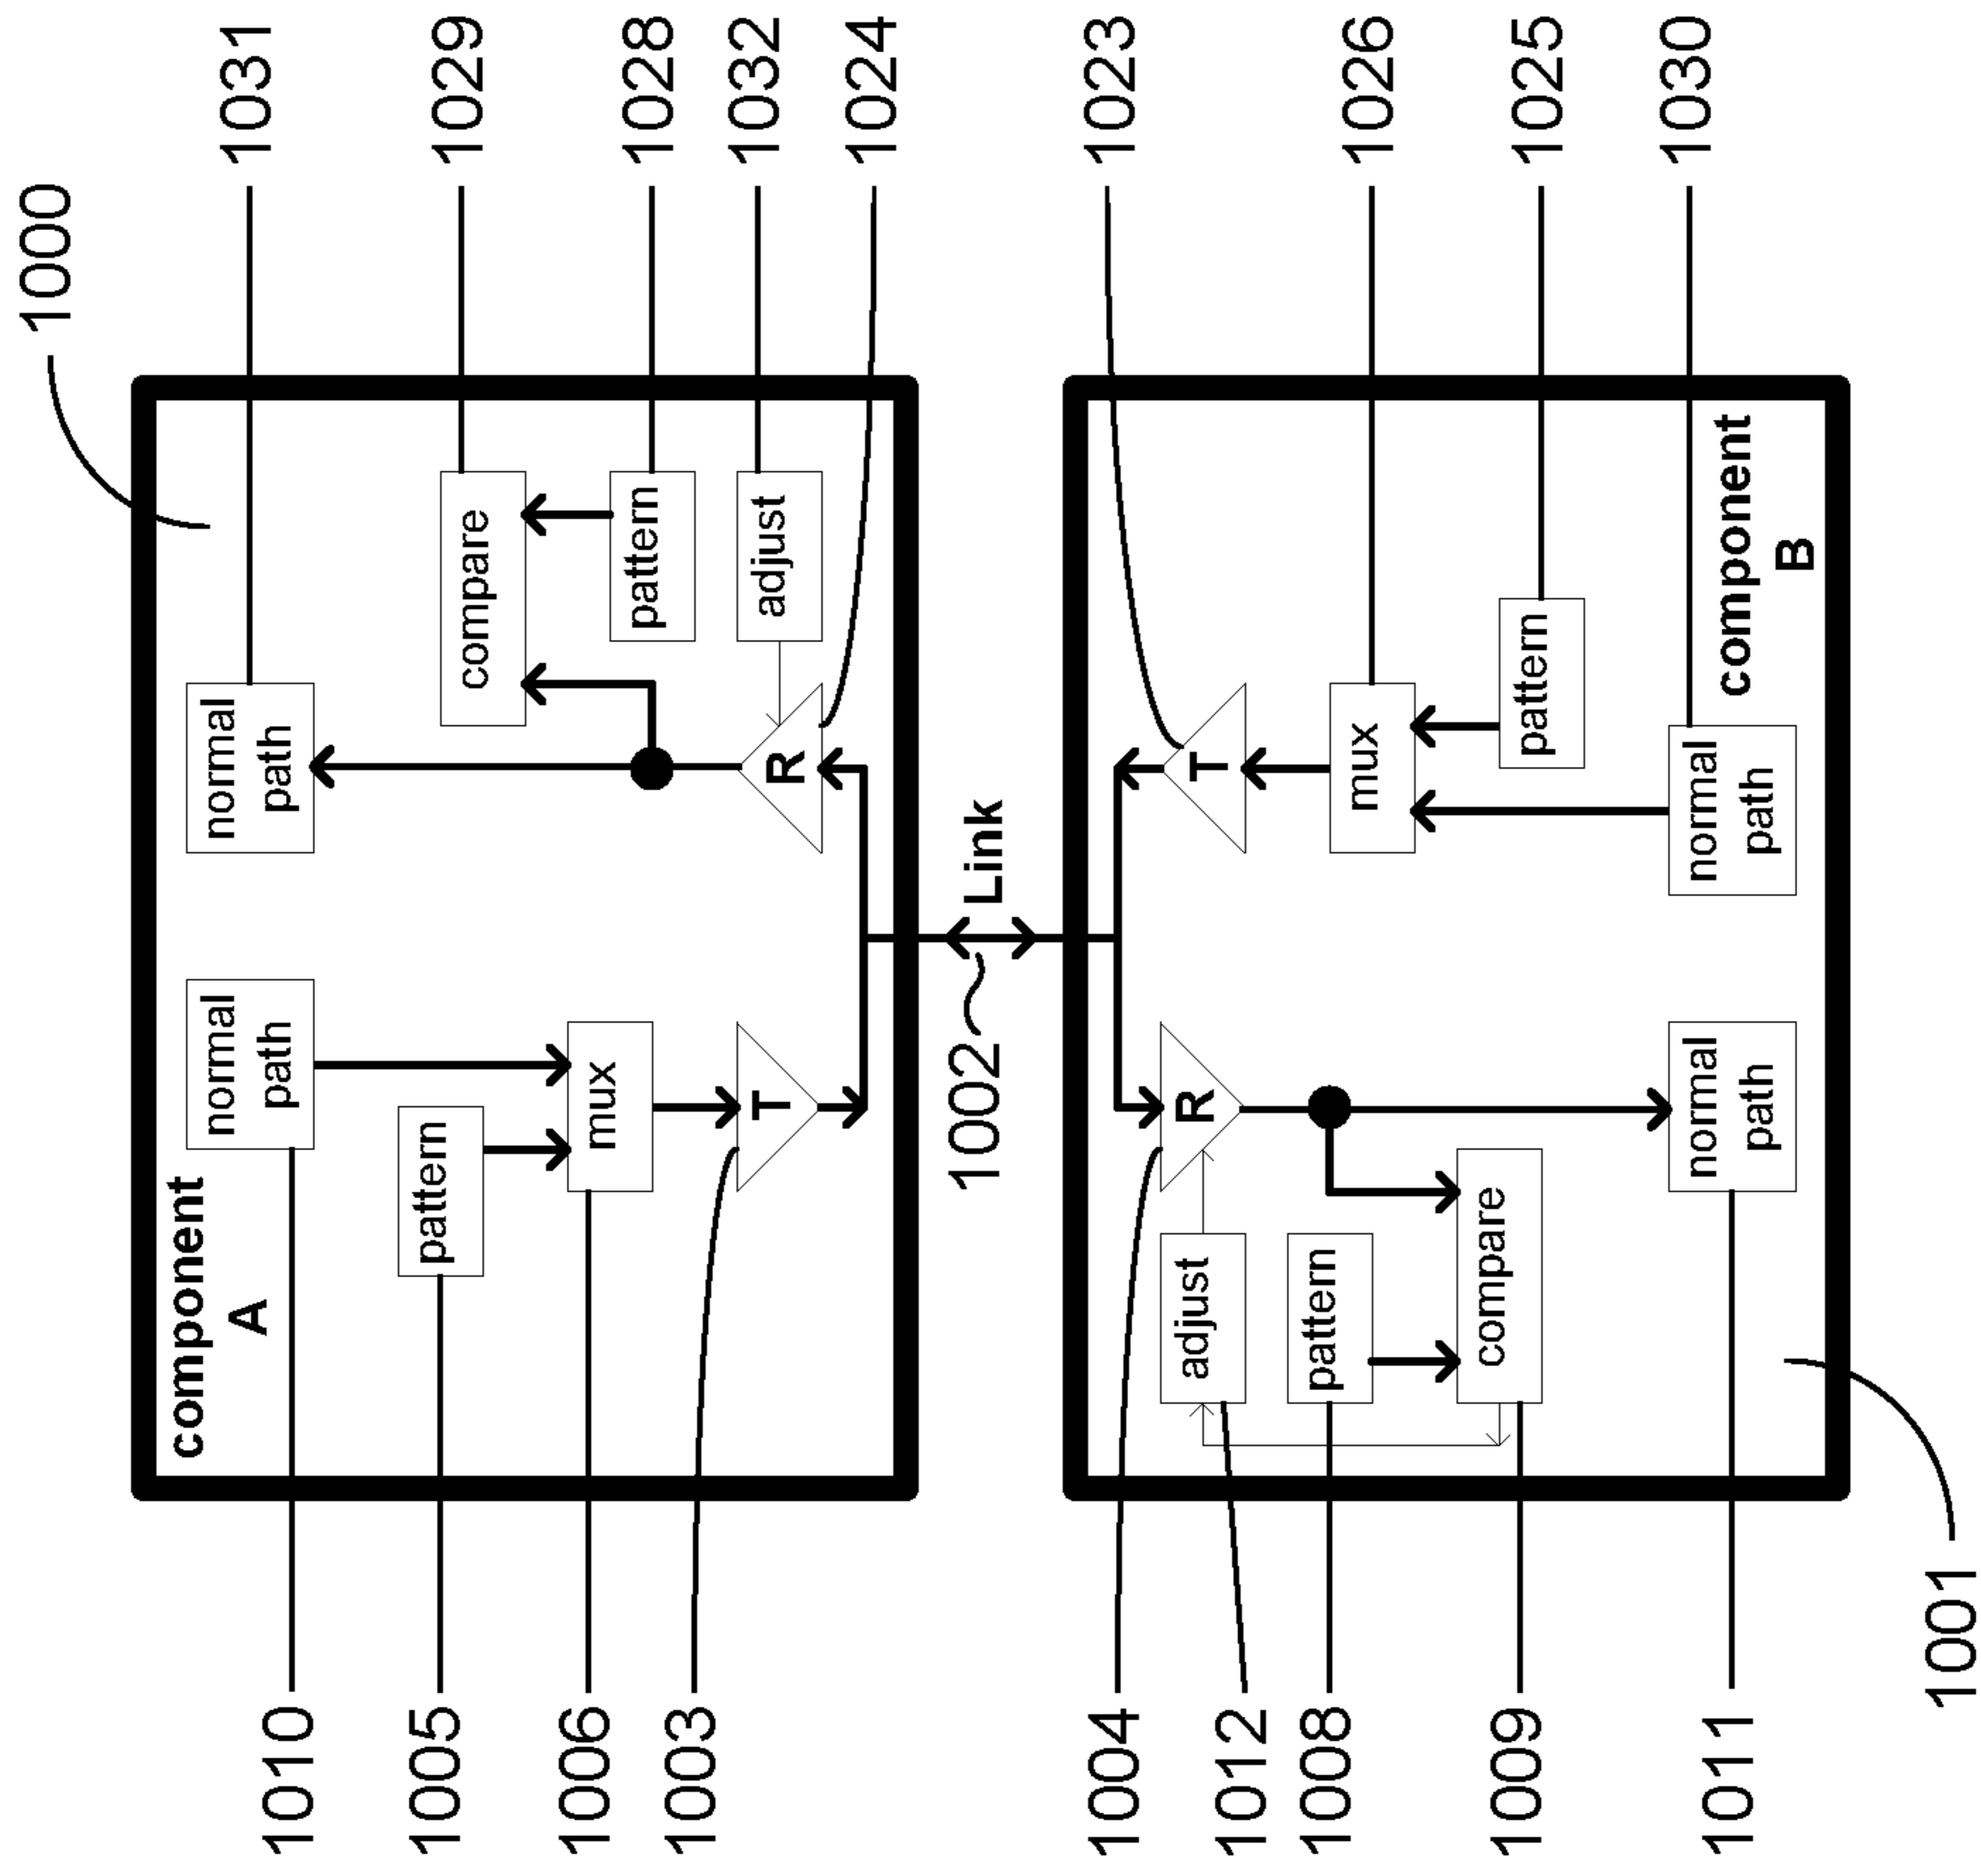 1000
1031
1029
1028
1032
1024
1023
1026
1025
1030
component
A
normal
path
pattern
mux
T
normal
path
compare
pattern
adjust
R
Link
1002
R
adjust
pattern
compare
normal
path
T
mux
pattern
normal
path
component
B
1010
1005
1006
1003
1004
1012
1008
1009
1011
1001